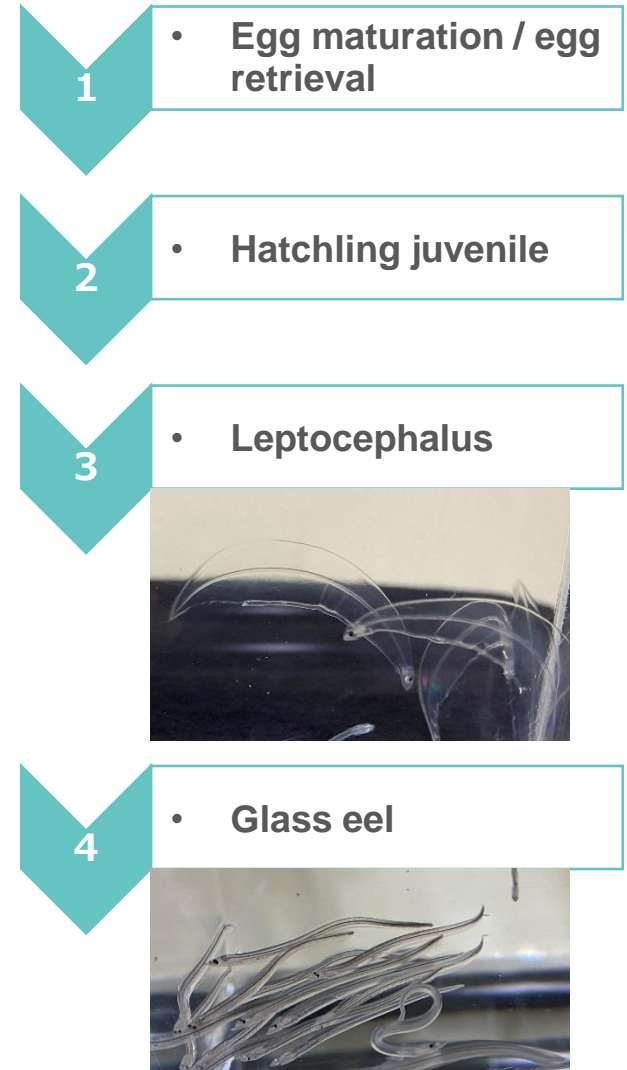 1
• Egg maturation / egg
retrieval
2
• Hatchling juvenile
3
• Leptocephalus
4
• Glass eel